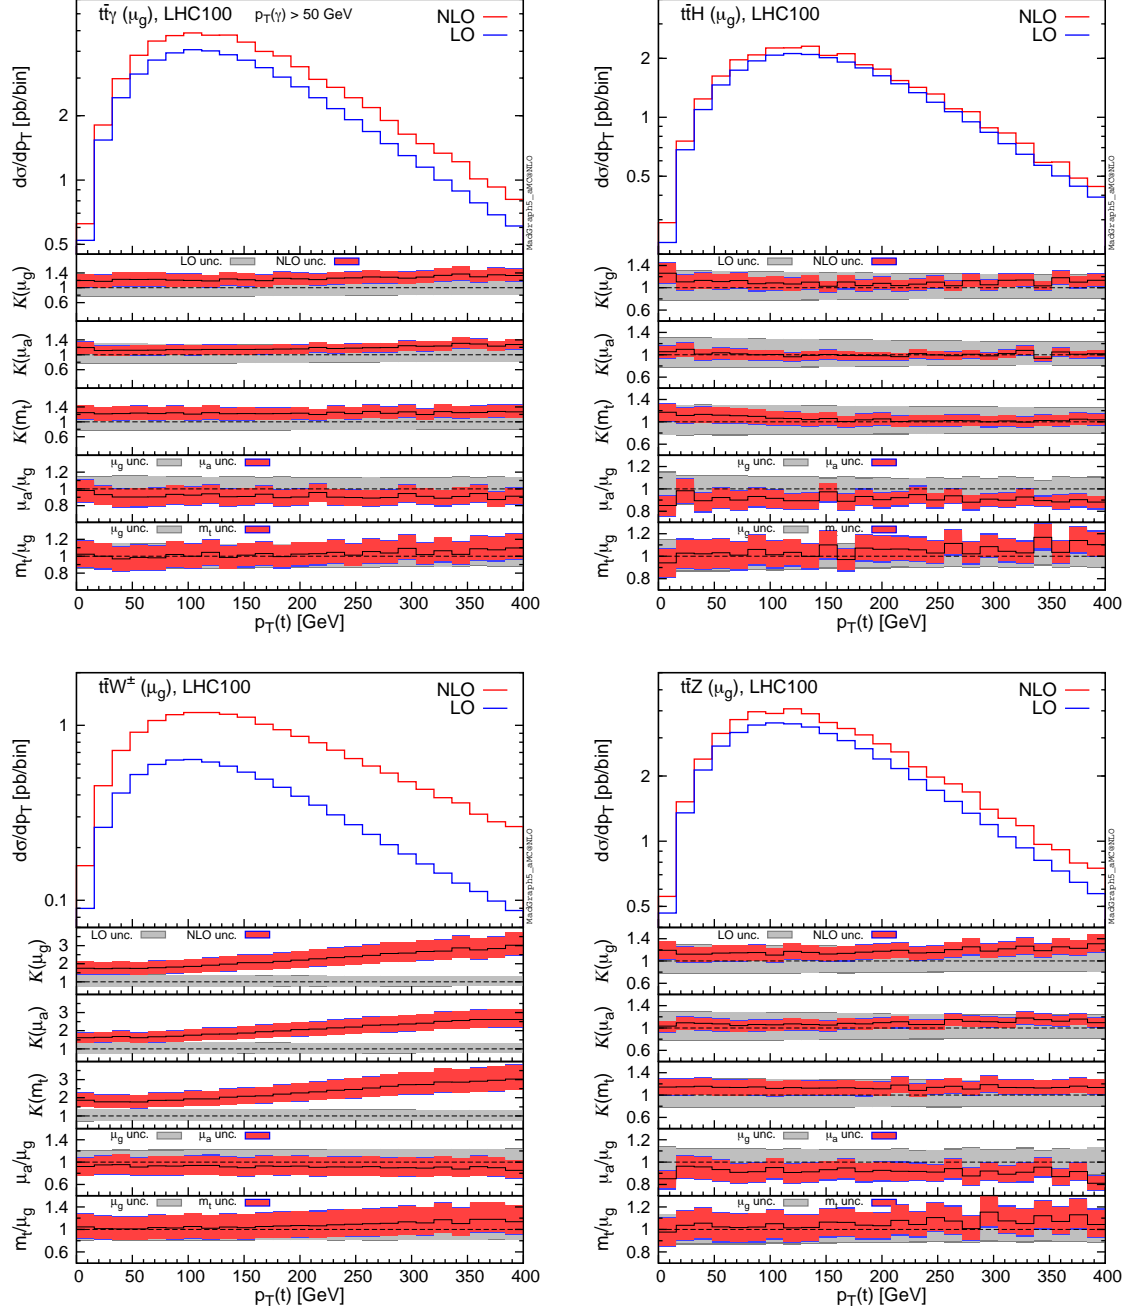 tt̄γ (μg), LHC100 pT(γ) > 50 GeV
NLO
LO
dσ/dpT [pb/bin]
2
1
0.5
MadGraph5_aMC@NLO
LO unc. NLO unc.
K(μg)
1.4
1
0.6
K(μa)
1.4
1
0.6
K(mt)
1.4
1
0.6
μg unc. μa unc.
μa/μg
1.2
1
0.8
μg unc. mt unc.
mt/μg
1.2
1
0.8
0 50 100 150 200 250 300 350 400
pT(t) [GeV]
tt̄H (μg), LHC100
NLO
LO
dσ/dpT [pb/bin]
2
1
0.5
MadGraph5_aMC@NLO
LO unc. NLO unc.
K(μg)
1.4
1
0.6
K(μa)
1.4
1
0.6
K(mt)
1.4
1
0.6
μg unc. μa unc.
μa/μg
1.2
1
0.8
μg unc. mt unc.
mt/μg
1.2
1
0.8
0 50 100 150 200 250 300 350 400
pT(t) [GeV]
tt̄W± (μg), LHC100
NLO
LO
dσ/dpT [pb/bin]
1
0.1
MadGraph5_aMC@NLO
LO unc. NLO unc.
K(μg)
3
2
1
K(μa)
3
2
1
K(mt)
3
2
1
μg unc. μa unc.
μa/μg
1.4
1
0.6
μg unc. mt unc.
mt/μg
1.4
1
0.6
0 50 100 150 200 250 300 350 400
pT(t) [GeV]
tt̄Z (μg), LHC100
NLO
LO
dσ/dpT [pb/bin]
2
1
0.5
MadGraph5_aMC@NLO
LO unc. NLO unc.
K(μg)
1.4
1
0.6
K(μa)
1.4
1
0.6
K(mt)
1.4
1
0.6
μg unc. μa unc.
μa/μg
1.2
1
0.8
μg unc. mt unc.
mt/μg
1.2
1
0.8
0 50 100 150 200 250 300 350 400
pT(t) [GeV]